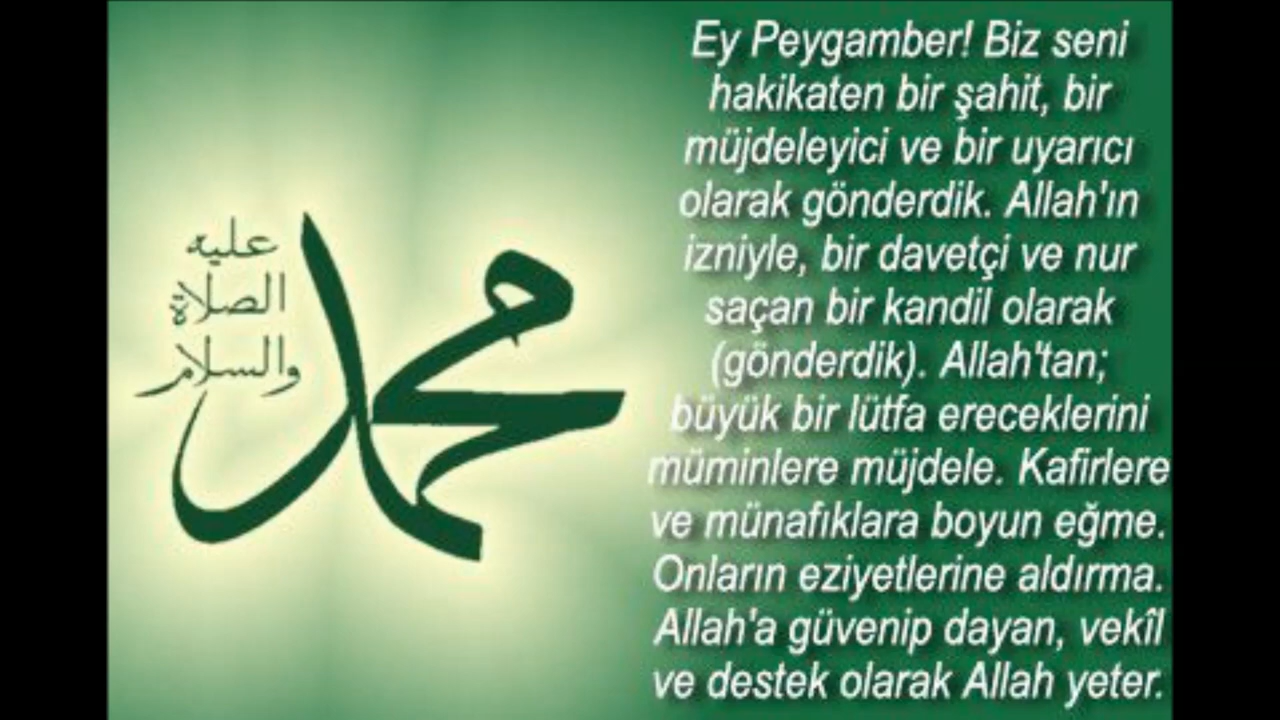 محمد
عليه
الصلاة
والسلام
Ey Peygamber! Biz seni
hakikaten bir şahit, bir
müjdeleyici ve bir uyarıcı
olarak gönderdik. Allah'ın
izniyle, bir davetçi ve nur
saçan bir kandil olarak
(gönderdik). Allah'tan;
büyük bir lütfa ereceklerini
müminlere müjdele. Kafirlere
ve münafıklara boyun eğme.
Onların eziyetlerine aldırma.
Allah'a güvenip dayan, vekîl
ve destek olarak Allah yeter.